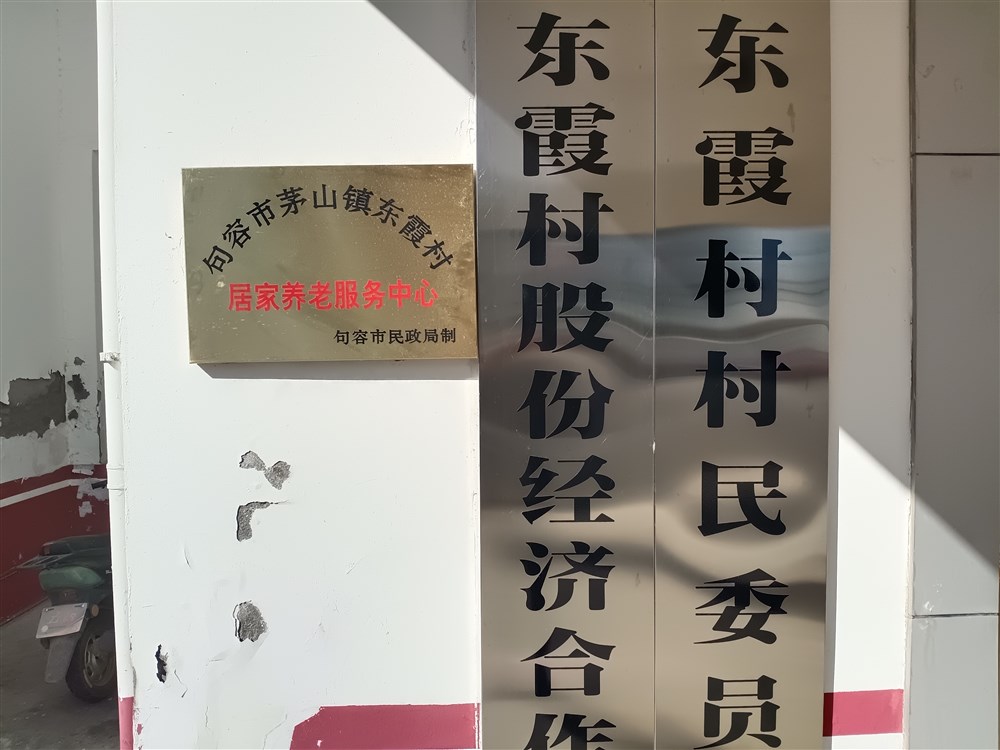 句容市茅山镇东霞村
居家养老服务中心
句容市民政局制
东霞村股份经济合作
东霞村村民委员